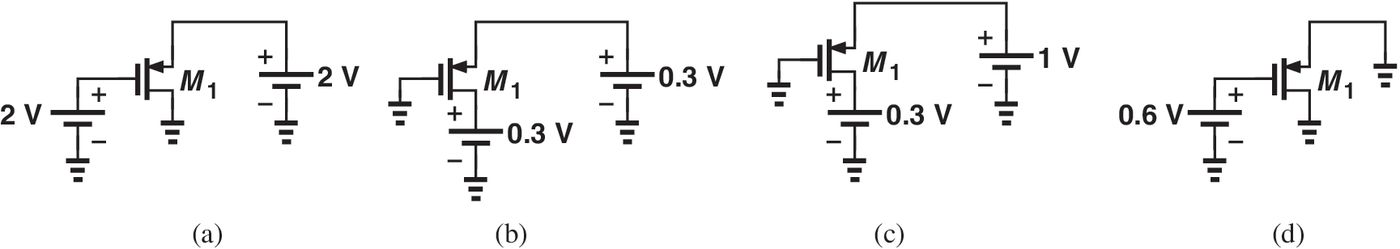 + M1 + 2 V
2 V + − −
(a)
+ M1 + 0.3 V
− + 0.3 V −
(b)
+ 1 V
M1 −
+ 0.3 V −
(c)
0.6 V + − M1
(d)